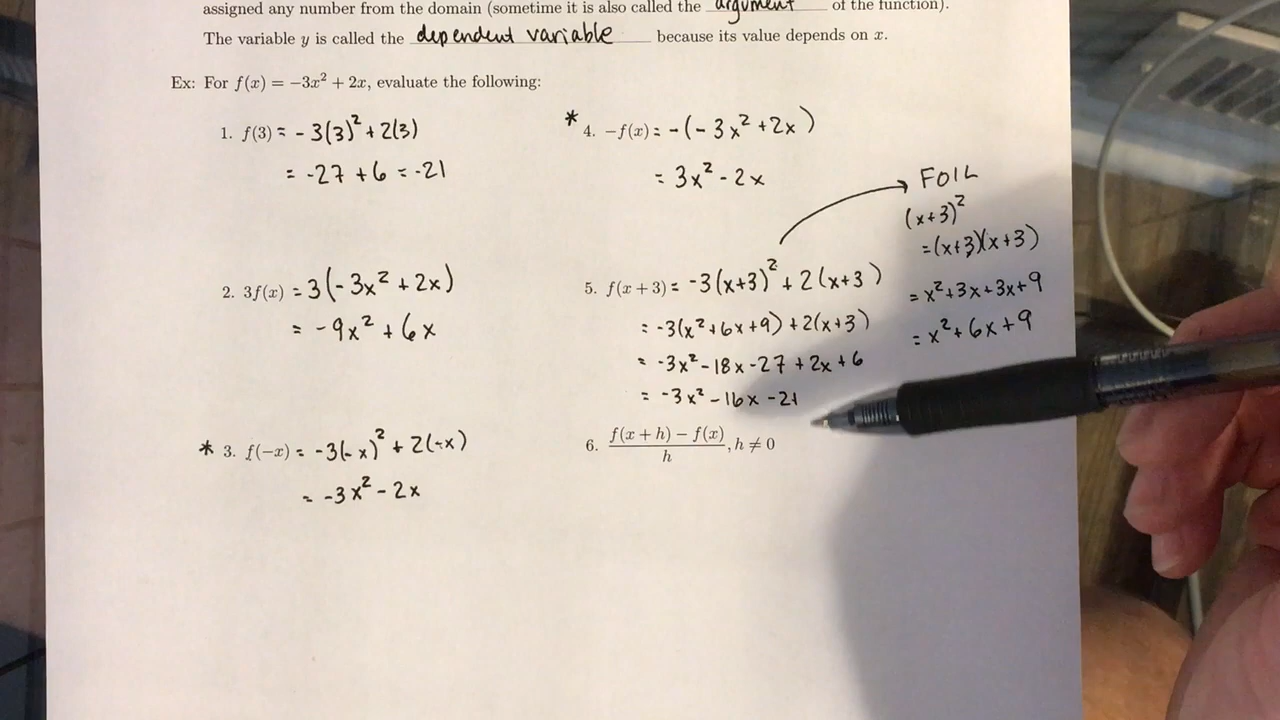 assigned any number from the domain (sometime it is also called the argument of the function).
The variable y is called the dependent variable because its value depends on x.
Ex: For f(x) = −3x² + 2x, evaluate the following:
1. f(3) = -3(3)² + 2(3)
= -27 + 6 = -21
2. 3f(x) = 3(-3x² + 2x)
= -9x² + 6x
* 3. f(−x) = -3(-x)² + 2(-x)
= -3x² - 2x
* 4. −f(x) = -(-3x² + 2x)
= 3x² - 2x
5. f(x + 3) = -3(x+3)² + 2(x+3)
= -3(x² + 6x + 9) + 2(x+3)
= -3x² - 18x - 27 + 2x + 6
= -3x² - 16x - 21
FOIL
(x+3)²
= (x+3)(x+3)
= x² + 3x + 3x + 9
= x² + 6x + 9
6. f(x + h) − f(x) / h, h ≠ 0